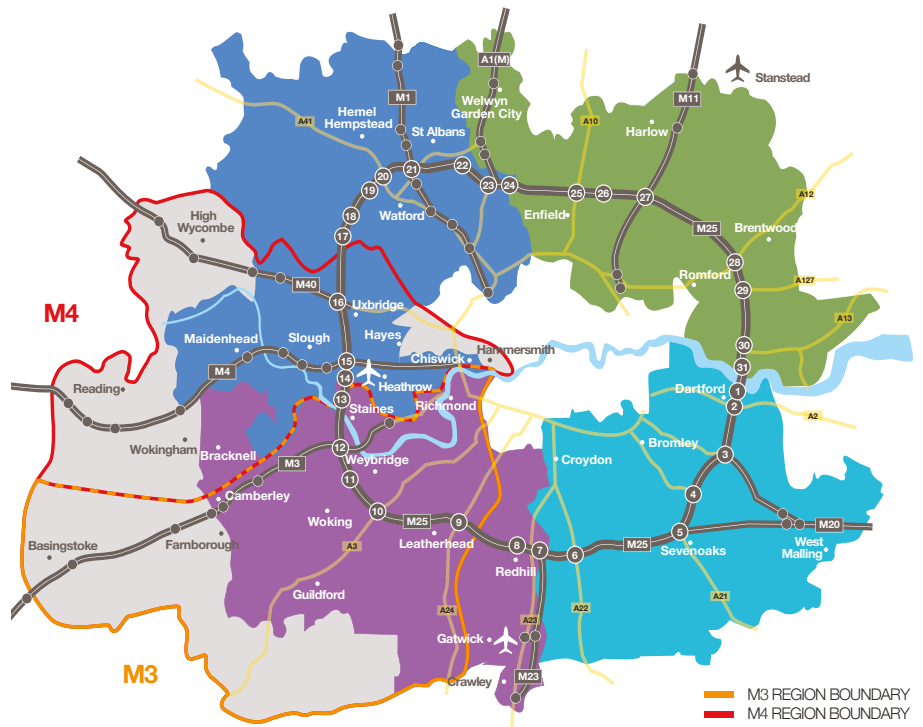 A1(M)
Stanstead
M1
M11
Welwyn
Garden City
Hemel
Hempstead
A41
A10
Harlow
St Albans
20
21
22
23
24
25
26
27
19
18
17
Watford
Enfield
A12
M25
Brentwood
28
High
Wycombe
M40
16
Uxbridge
Romford
A127
29
M4
A13
Maidenhead
Slough
Hayes
30
15
Chiswick
Hammersmith
31
M4
14
Heathrow
Reading
13
Staines
Richmond
Dartford
1
2
A2
Wokingham
Bracknell
12
Weybridge
M3
Croydon
Bromley
3
11
4
Camberley
10
Woking
M25
9
Leatherhead
A3
8
7
6
M25
5
Sevenoaks
M20
West
Malling
Basingstoke
Farnborough
Redhill
Guildford
A24
A23
A22
A21
Gatwick
M3
Crawley
M23
M3 REGION BOUNDARY
M4 REGION BOUNDARY